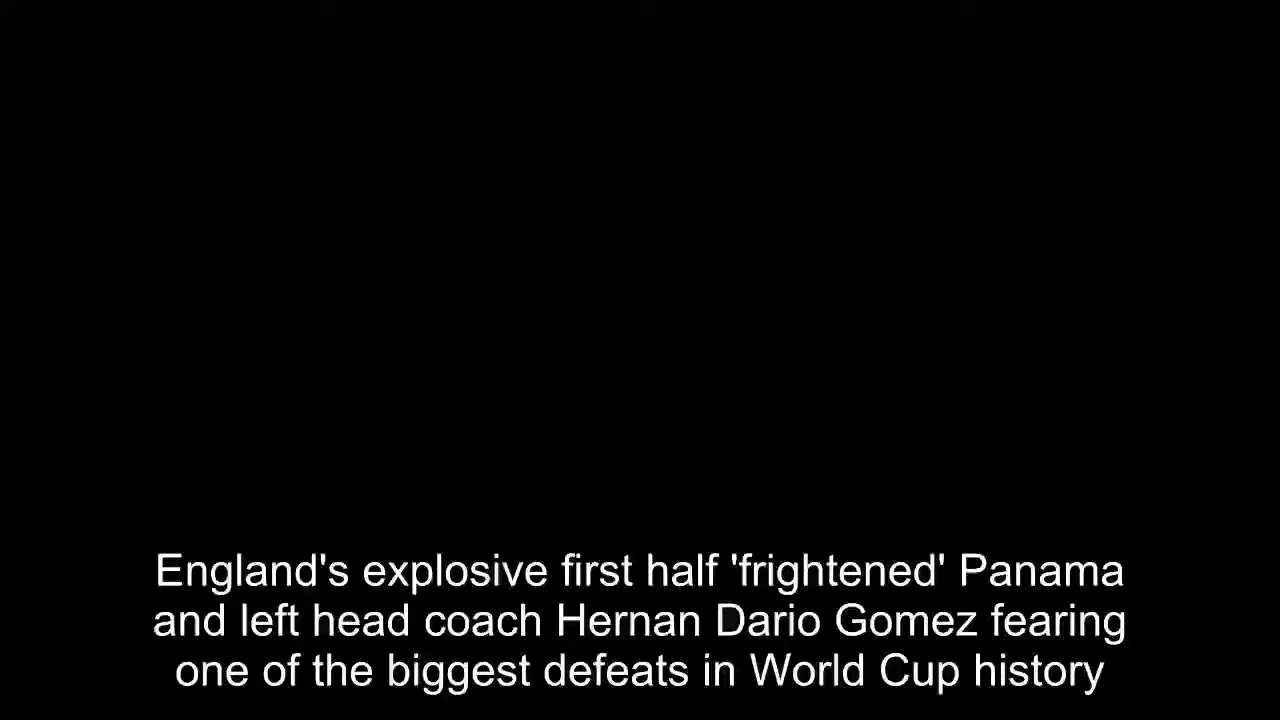 England's explosive first half 'frightened' Panama
and left head coach Hernan Dario Gomez fearing
one of the biggest defeats in World Cup history